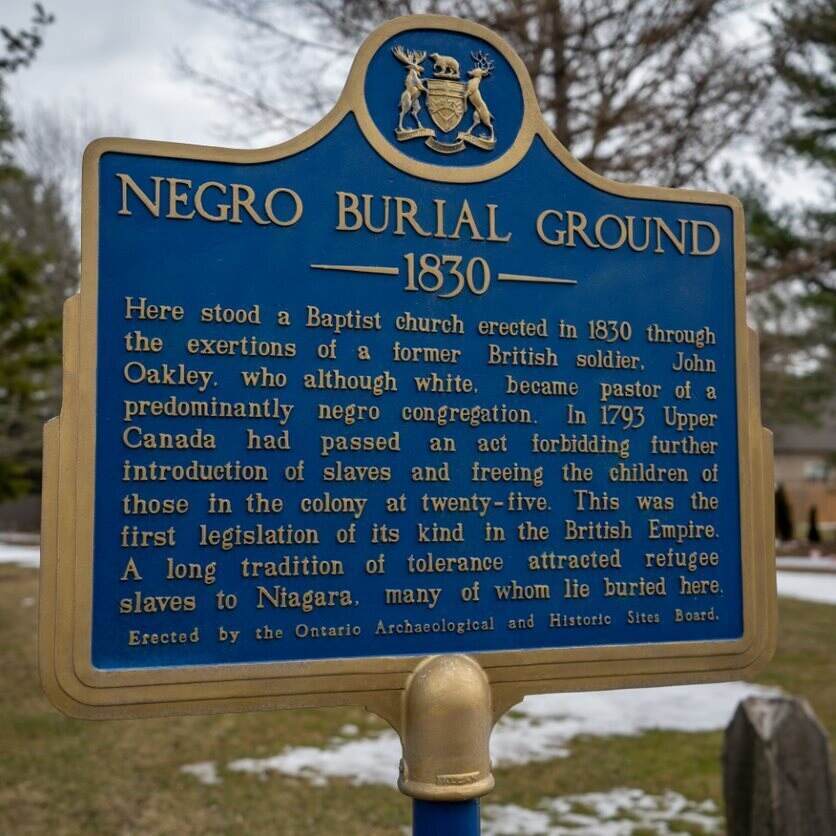 NEGRO BURIAL GROUND
1830
Here stood a Baptist church erected in 1830 through
the exertions of a former British soldier, John
Oakley, who although white, became pastor of a
predominantly negro congregation. In 1793 Upper
Canada had passed an act forbidding further
introduction of slaves and freeing the children of
those in the colony at twenty-five. This was the
first legislation of its kind in the British Empire.
A long tradition of tolerance attracted refugee
slaves to Niagara, many of whom lie buried here.
Erected by the Ontario Archaeological and Historic Sites Board.